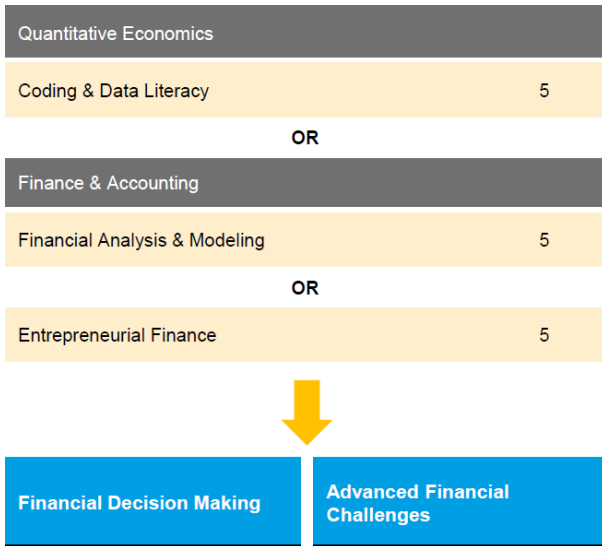 Quantitative Economics
Coding & Data Literacy 5
OR
Finance & Accounting
Financial Analysis & Modeling 5
OR
Entrepreneurial Finance 5
Financial Decision Making
Advanced Financial
Challenges